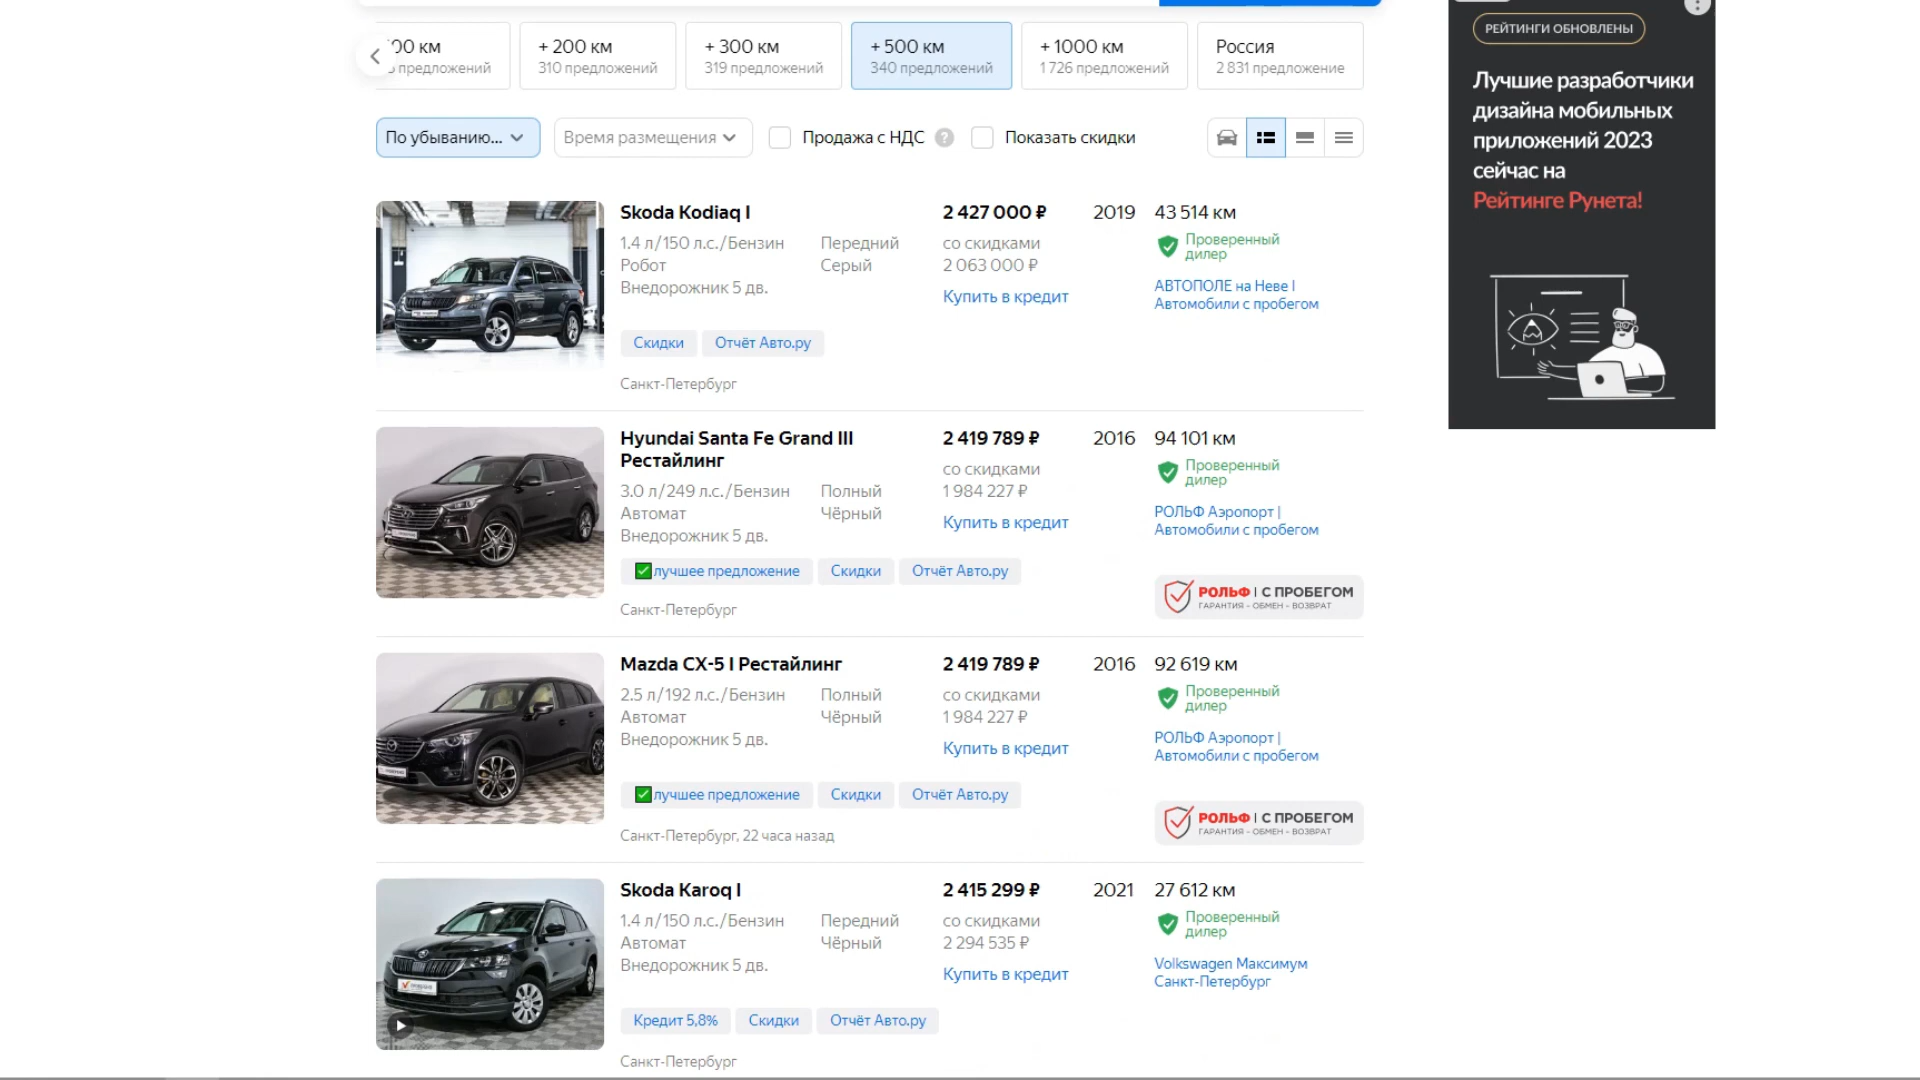 00 км
+ 200 км
+ 300 км
+ 500 км
+ 1000 км
Россия
предложений
310 предложений
319 предложений
340 предложений
1 726 предложений
2 831 предложение
По убыванию...
Время размещения
Продажа с НДС
?
Показать скидки
Skoda Kodiaq I
2 427 000 ₽
2019
43 514 км
1.4 л/150 л.с./Бензин
Передний
со скидками
Проверенный
дилер
Робот
Серый
2 063 000 ₽
Внедорожник 5 дв.
Купить в кредит
АВТОПОЛЕ на Неве I
Автомобили с пробегом
Скидки
Отчёт Авто.ру
Санкт-Петербург
Hyundai Santa Fe Grand III
Рестайлинг
2 419 789 ₽
2016
94 101 км
со скидками
Проверенный
дилер
3.0 л/249 л.с./Бензин
Полный
1 984 227 ₽
Автомат
Чёрный
Внедорожник 5 дв.
Купить в кредит
РОЛЬФ Аэропорт |
Автомобили с пробегом
лучшее предложение
Скидки
Отчёт Авто.ру
РОЛЬФ | С ПРОБЕГОМ
ГАРАНТИЯ - ОБМЕН - ВОЗВРАТ
Санкт-Петербург
Mazda CX-5 I Рестайлинг
2 419 789 ₽
2016
92 619 км
2.5 л/192 л.с./Бензин
Полный
со скидками
Проверенный
дилер
Автомат
Чёрный
1 984 227 ₽
Внедорожник 5 дв.
Купить в кредит
РОЛЬФ Аэропорт |
Автомобили с пробегом
лучшее предложение
Скидки
Отчёт Авто.ру
РОЛЬФ | С ПРОБЕГОМ
ГАРАНТИЯ - ОБМЕН - ВОЗВРАТ
Санкт-Петербург, 22 часа назад
Skoda Karoq I
2 415 299 ₽
2021
27 612 км
1.4 л/150 л.с./Бензин
Передний
со скидками
Проверенный
дилер
Автомат
Чёрный
2 294 535 ₽
Внедорожник 5 дв.
Купить в кредит
Volkswagen Максимум
Санкт-Петербург
Кредит 5,8%
Скидки
Отчёт Авто.ру
Санкт-Петербург
РЕЙТИНГИ ОБНОВЛЕНЫ
Лучшие разработчики
дизайна мобильных
приложений 2023
сейчас на
Рейтинге Рунета!